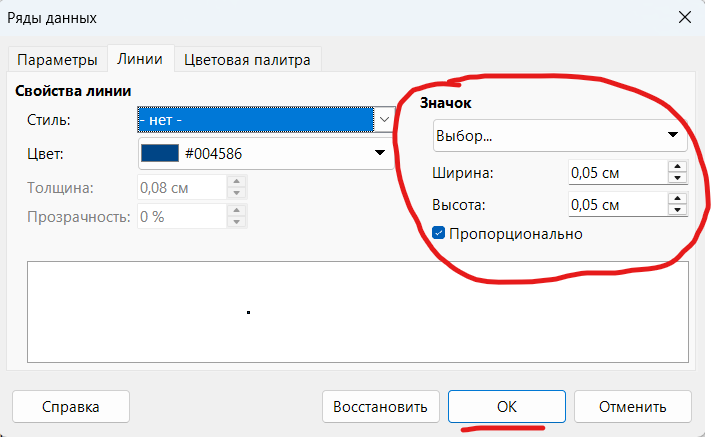 Ряды данных
Параметры Линии Цветовая палитра
Свойства линии
Стиль: - нет -
Цвет: #004586
Толщина: 0,08 см
Прозрачность: 0 %
Значок
Выбор...
Ширина: 0,05 см
Высота: 0,05 см
Пропорционально
Справка Восстановить ОК Отменить